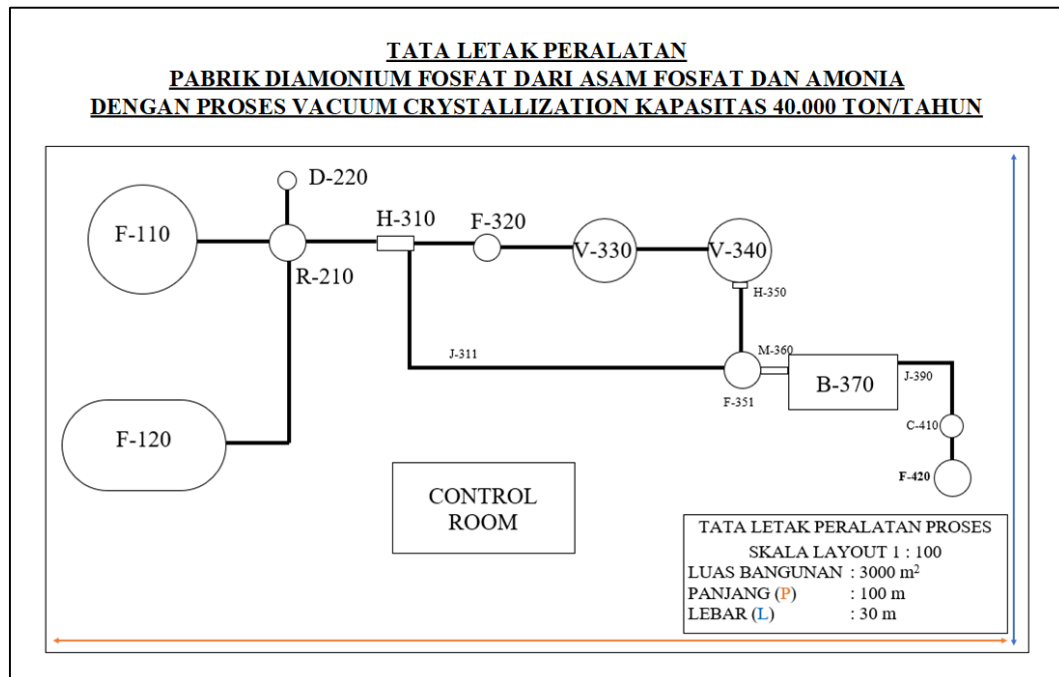 TATA LETAK PERALATAN
PABRIK DIAMONIUM FOSFAT DARI ASAM FOSFAT DAN AMONIA
DENGAN PROSES VACUUM CRYSTALLIZATION KAPASITAS 40.000 TON/TAHUN
D-220
F-110
H-310
F-320
V-330
V-340
R-210
H-350
J-311
M-360
F-351
B-370
J-390
C-410
F-420
F-120
CONTROL
ROOM
TATA LETAK PERALATAN PROSES
SKALA LAYOUT 1 : 100
LUAS BANGUNAN : 3000 m²
PANJANG (P) : 100 m
LEBAR (L) : 30 m